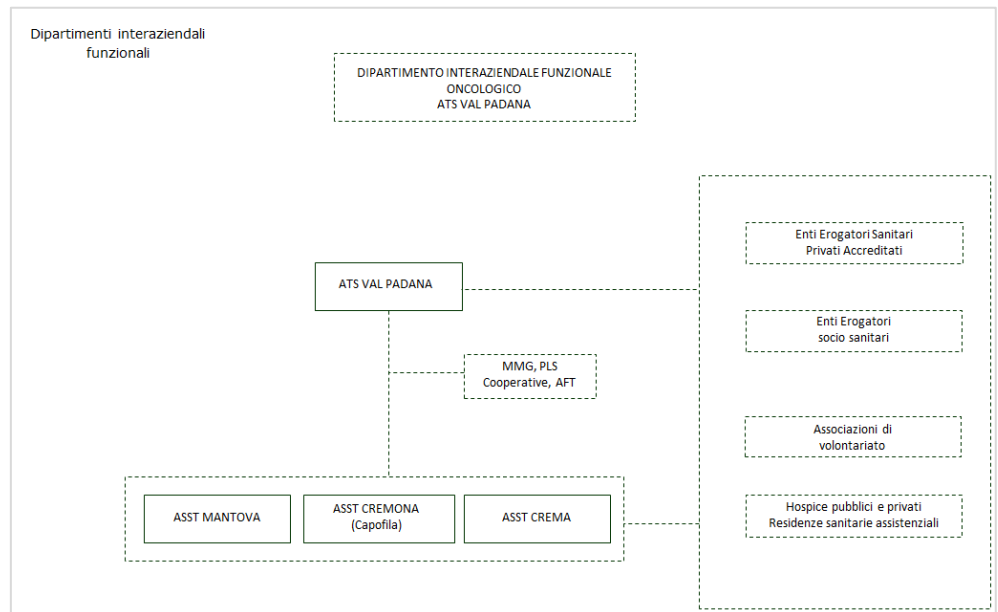 Dipartimenti interaziendali
funzionali
DIPARTIMENTO INTERAZIENDALE FUNZIONALE
ONCOLOGICO
ATS VAL PADANA
Enti Erogatori Sanitari
Privati Accreditati
ATS VAL PADANA
Enti Erogatori
socio sanitari
MMG, PLS
Cooperative, AFT
Associazioni di
volontariato
ASST MANTOVA
ASST CREMONA
(Capofila)
ASST CREMA
Hospice pubblici e privati
Residenze sanitarie assistenziali